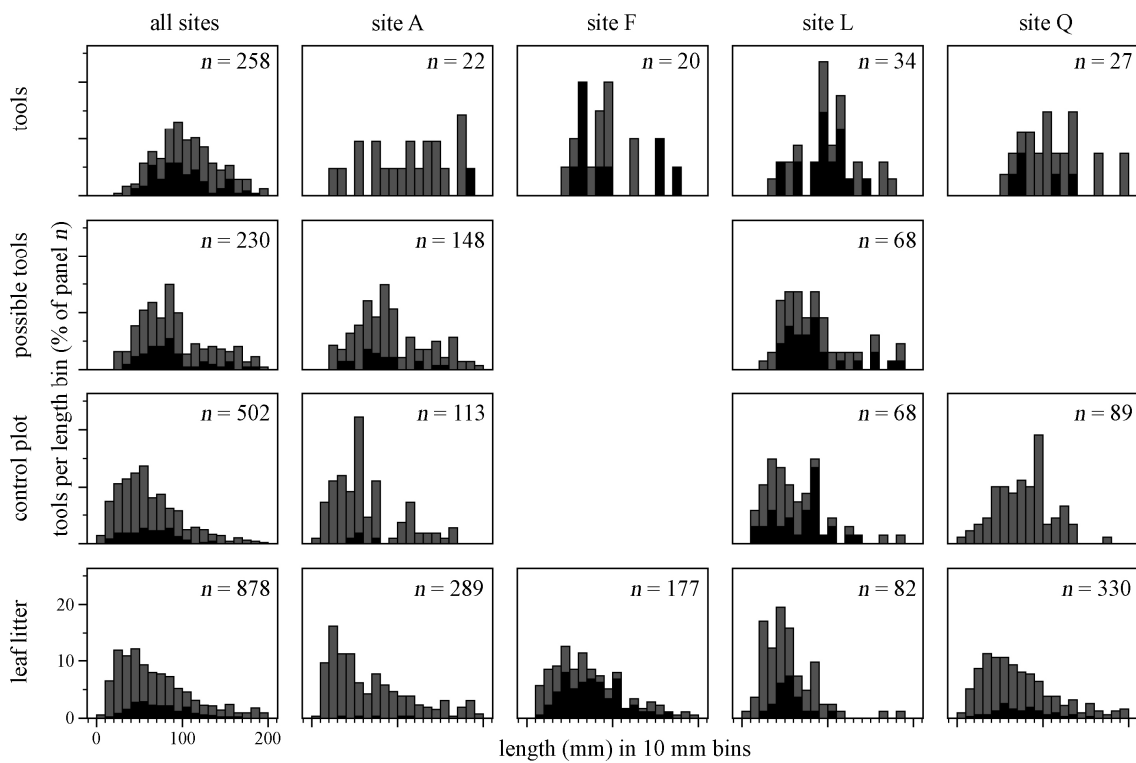 all sites site A site F site L site Q
tools
n = 258 n = 22 n = 20 n = 34 n = 27
possible tools
n = 230 n = 148 n = 68
control plot
n = 502 n = 113 n = 68 n = 89
leaf litter
n = 878 n = 289 n = 177 n = 82 n = 330
tools per length bin (% of panel n)
20
10
0
0 100 200
length (mm) in 10 mm bins